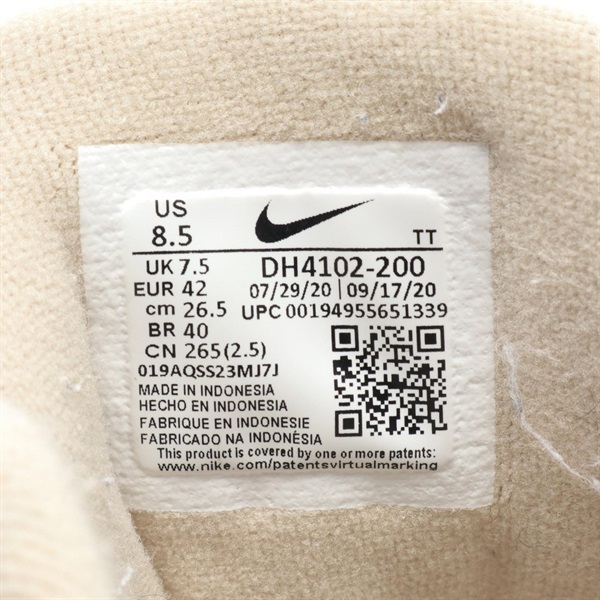 US
8.5
TT
UK 7.5
DH4102-200
EUR 42
07/29/20 | 09/17/20
cm 26.5
UPC 00194955651339
BR 40
CN 265(2.5)
019AQSS23MJ7J
MADE IN INDONESIA
HECHO EN INDONESIA
FABRIQUE EN INDONESIE
FABRICADO NA INDONÉSIA
This product is covered by one or more patents:
www.nike.com/patentsvirtualmarking